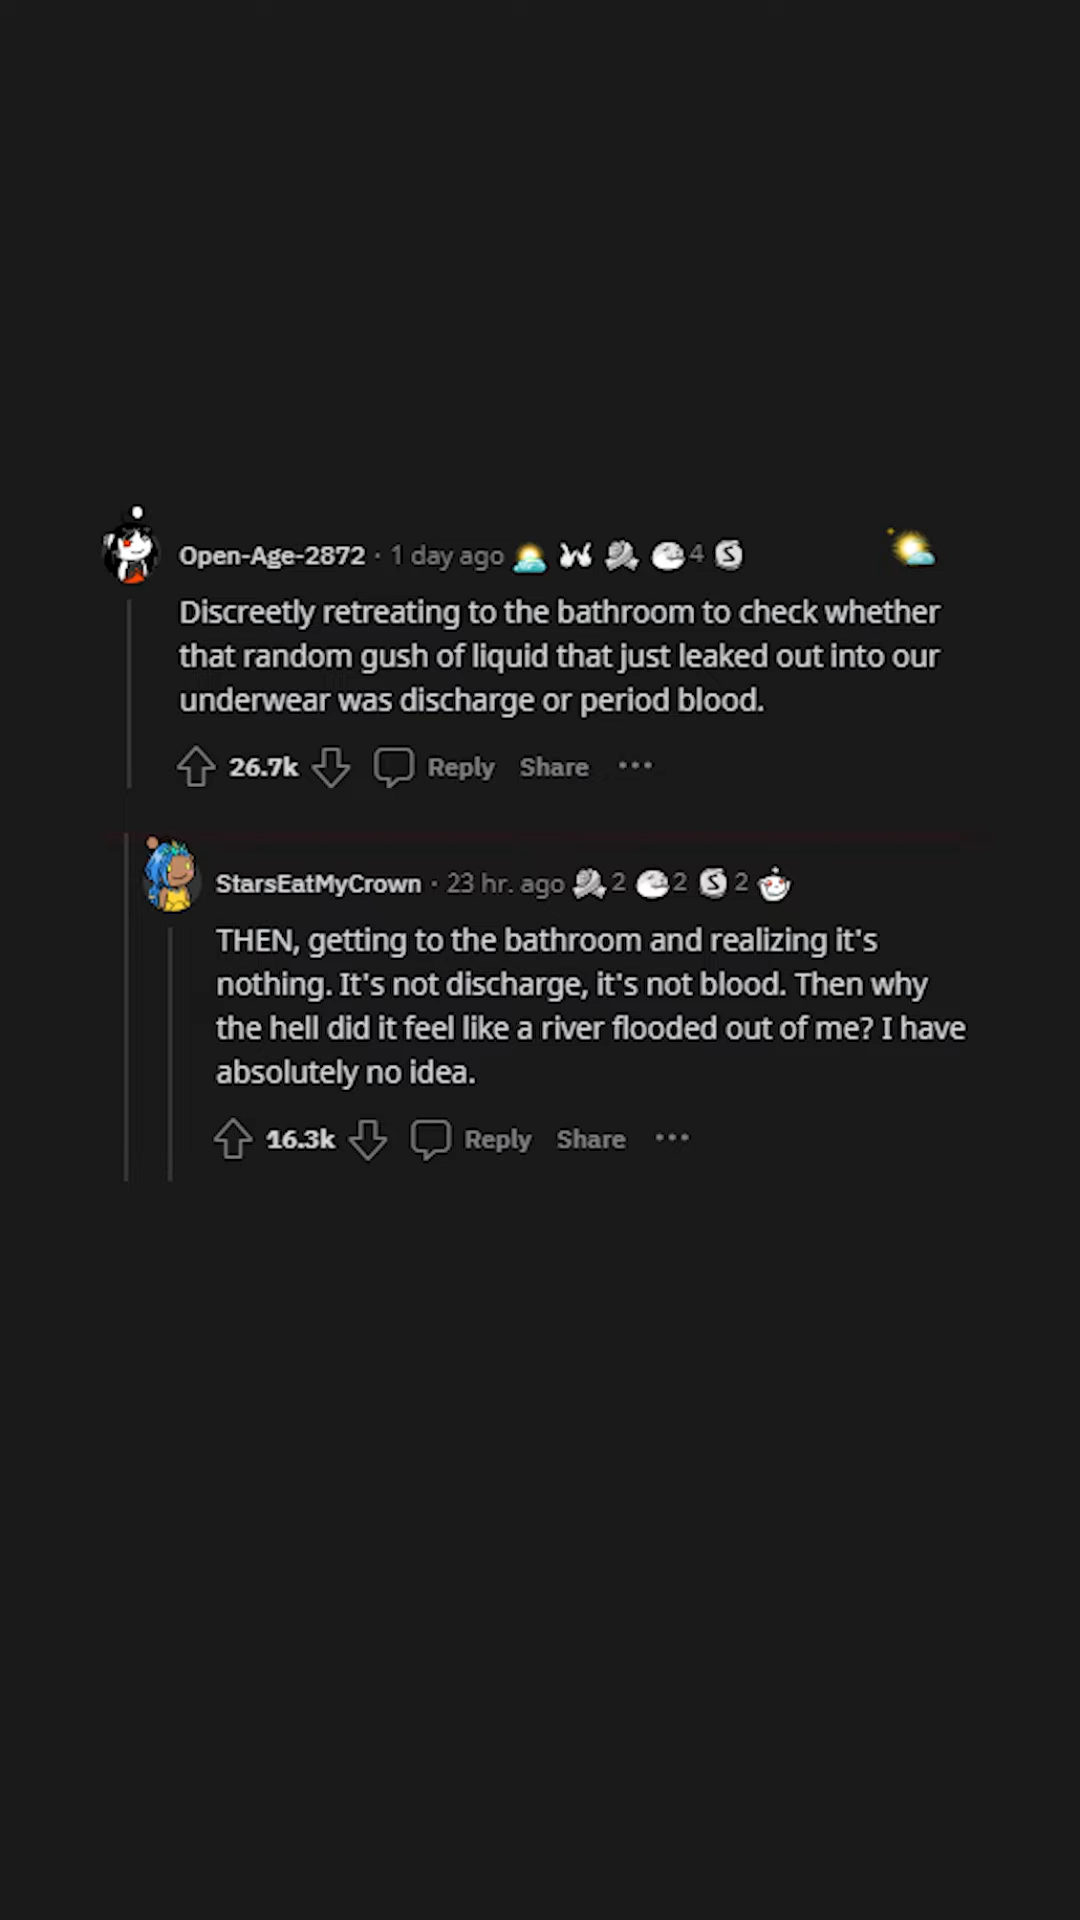 Open-Age-2872 · 1 day ago 4
Discreetly retreating to the bathroom to check whether
that random gush of liquid that just leaked out into our
underwear was discharge or period blood.
26.7k Reply Share ···
StarsEatMyCrown · 23 hr. ago 2 2 2
THEN, getting to the bathroom and realizing it's
nothing. It's not discharge, it's not blood. Then why
the hell did it feel like a river flooded out of me? I have
absolutely no idea.
16.3k Reply Share ···